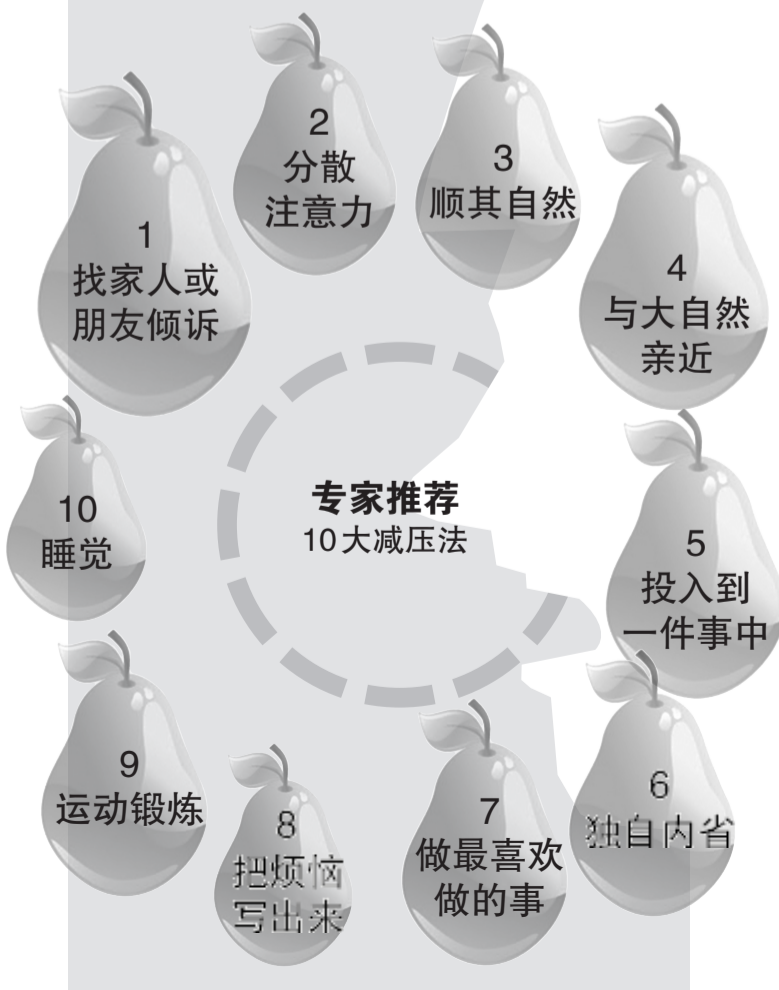 专家推荐
10大减压法
1
找家人或
朋友倾诉
2
分散
注意力
3
顺其自然
4
与大自然
亲近
5
投入到
一件事中
6
独自内省
7
做最喜欢
做的事
8
把烦恼
写出来
9
运动锻炼
10
睡觉